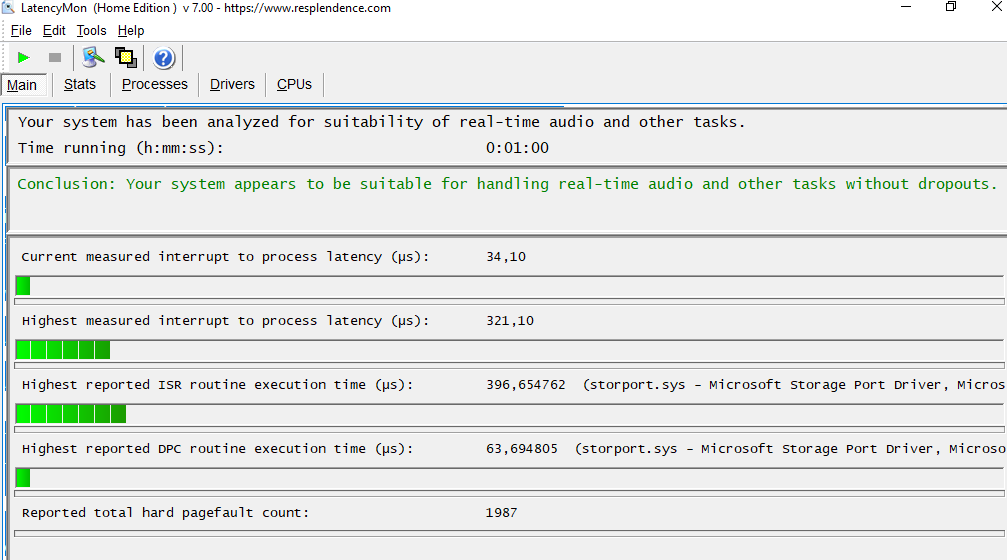 LatencyMon (Home Edition ) v 7.00 - https://www.resplendence.com
File Edit Tools Help
Main Stats Processes Drivers CPUs
Your system has been analyzed for suitability of real-time audio and other tasks.
Time running (h:mm:ss): 0:01:00
Conclusion: Your system appears to be suitable for handling real-time audio and other tasks without dropouts.
Current measured interrupt to process latency (µs): 34,10
Highest measured interrupt to process latency (µs): 321,10
Highest reported ISR routine execution time (µs): 396,654762 (storport.sys - Microsoft Storage Port Driver, Micros
Highest reported DPC routine execution time (µs): 63,694805 (storport.sys - Microsoft Storage Port Driver, Microso
Reported total hard pagefault count: 1987